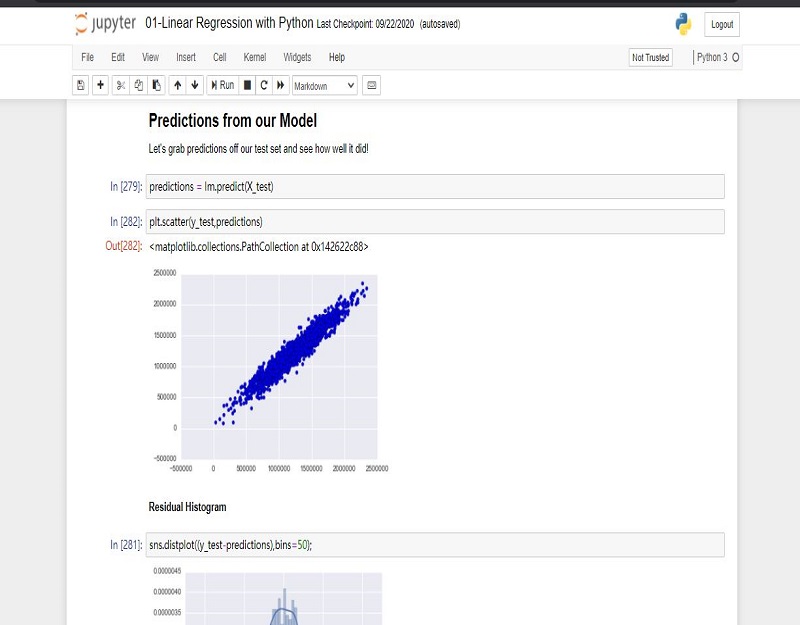 jupyter 01-Linear Regression with Python Last Checkpoint: 09/22/2020 (autosaved)
Logout
File Edit View Insert Cell Kernel Widgets Help
Not Trusted
Python 3
Run
Markdown
Predictions from our Model
Let's grab predictions off our test set and see how well it did!
In [279]: predictions = lm.predict(X_test)
In [282]: plt.scatter(y_test,predictions)
Out[282]: <matplotlib.collections.PathCollection at 0x142622c88>
2500000
2000000
1500000
1000000
500000
0
-500000
-500000 0 500000 1000000 1500000 2000000 2500000
Residual Histogram
In [281]: sns.distplot((y_test-predictions),bins=50);
0.0000045
0.0000040
0.0000035